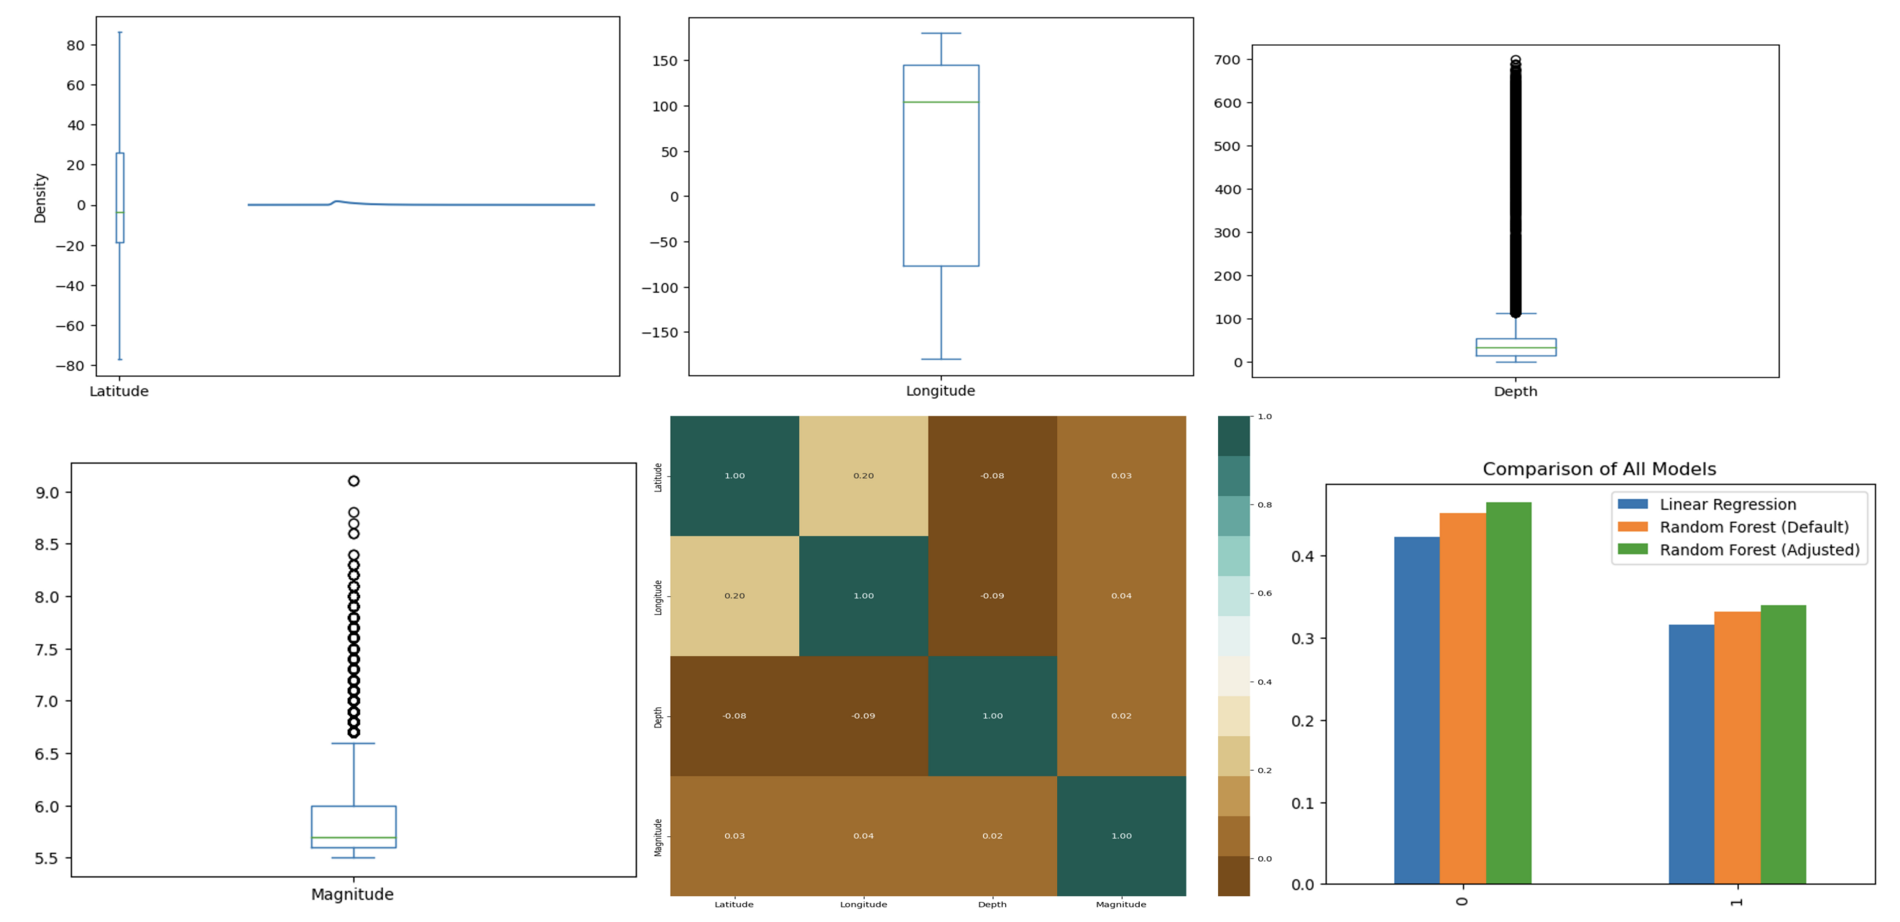 80
60
40
20
0
−20
−40
−60
−80
Density
Latitude
150
100
50
0
−50
−100
−150
Longitude
700
600
500
400
300
200
100
0
Depth
9.0
8.5
8.0
7.5
7.0
6.5
6.0
5.5
Magnitude
Latitude
1.00 0.20 -0.08 0.03
Longitude
0.20 1.00 -0.09 0.04
Depth
-0.08 -0.09 1.00 0.02
Magnitude
0.03 0.04 0.02 1.00
Latitude Longitude Depth Magnitude
1.0
0.8
0.6
0.4
0.2
0.0
Comparison of All Models
Linear Regression
Random Forest (Default)
Random Forest (Adjusted)
0.4
0.3
0.2
0.1
0.0
0 1